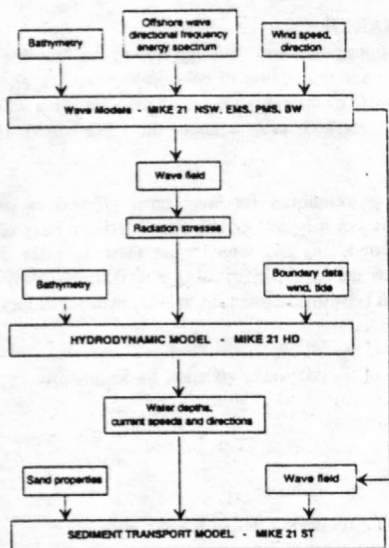 Bathymetry
Offshore wave
directional frequency
energy spectrum
Wind speed,
direction
Wave Models - MIKE 21 NSW, EMS, PMS, BW
Wave field
Radiation stresses
Bathymetry
Boundary data
wind, tide
HYDRODYNAMIC MODEL - MIKE 21 HD
Water depths,
current speeds and directions
Sand properties
Wave field
SEDIMENT TRANSPORT MODEL - MIKE 21 ST